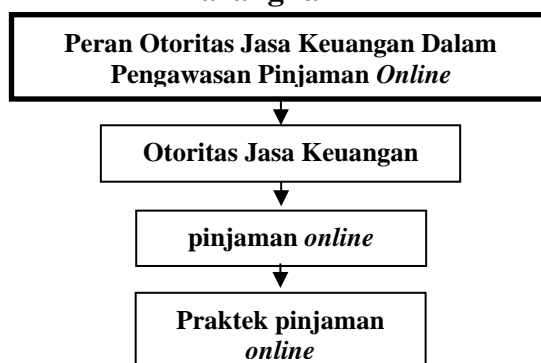 Peran Otoritas Jasa Keuangan Dalam
Pengawasan Pinjaman Online
Otoritas Jasa Keuangan
pinjaman online
Praktek pinjaman
online